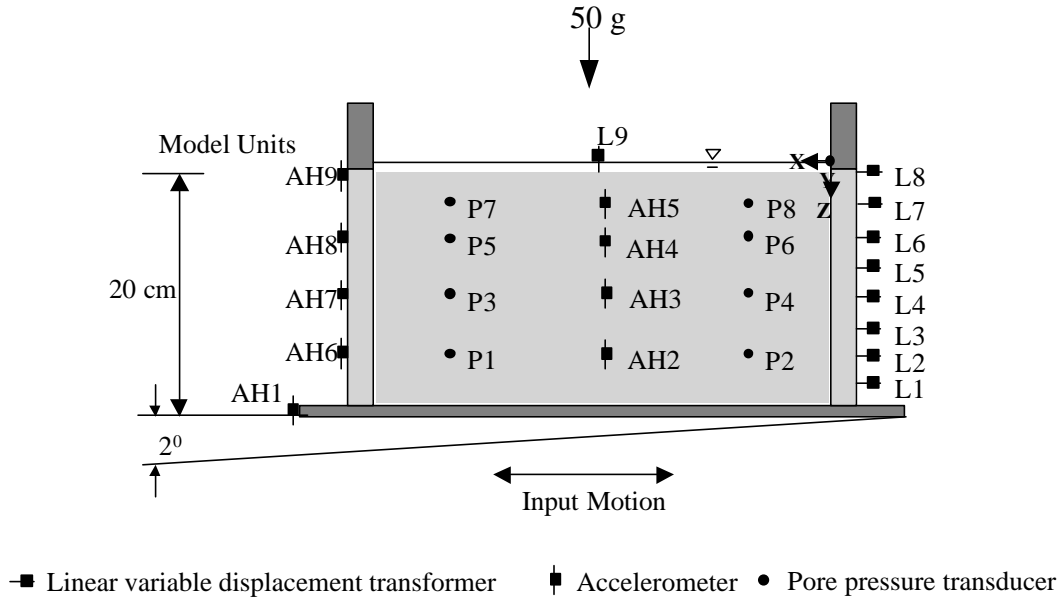 50 g
Model Units
L9
X
Y
Z
AH9
L8
P7
AH5
P8
L7
AH8
P5
AH4
P6
L6
L5
20 cm
AH7
P3
AH3
P4
L4
L3
AH6
P1
AH2
P2
L2
L1
AH1
2⁰
Input Motion
Linear variable displacement transformer
Accelerometer
Pore pressure transducer